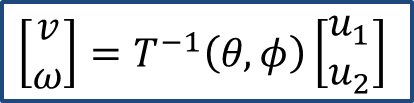 [v ω] = T⁻¹(θ, ϕ) [u₁ u₂]